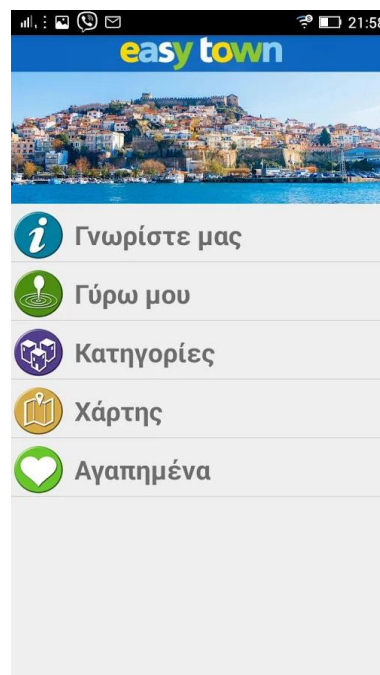 21:58
easy town
Γνωρίστε μας
Γύρω μου
Κατηγορίες
Χάρτης
Αγαπημένα